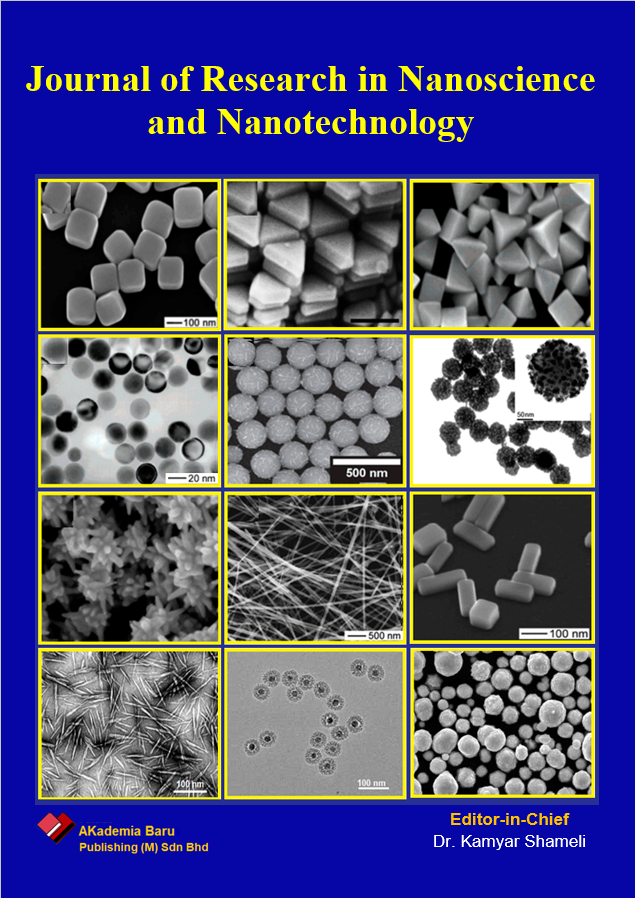 Journal of Research in Nanoscience
and Nanotechnology
100 nm
20 nm
500 nm
50nm
500 nm
100 nm
100 nm
100 nm
AKademia Baru
Publishing (M) Sdn Bhd
Editor-in-Chief
Dr. Kamyar Shameli